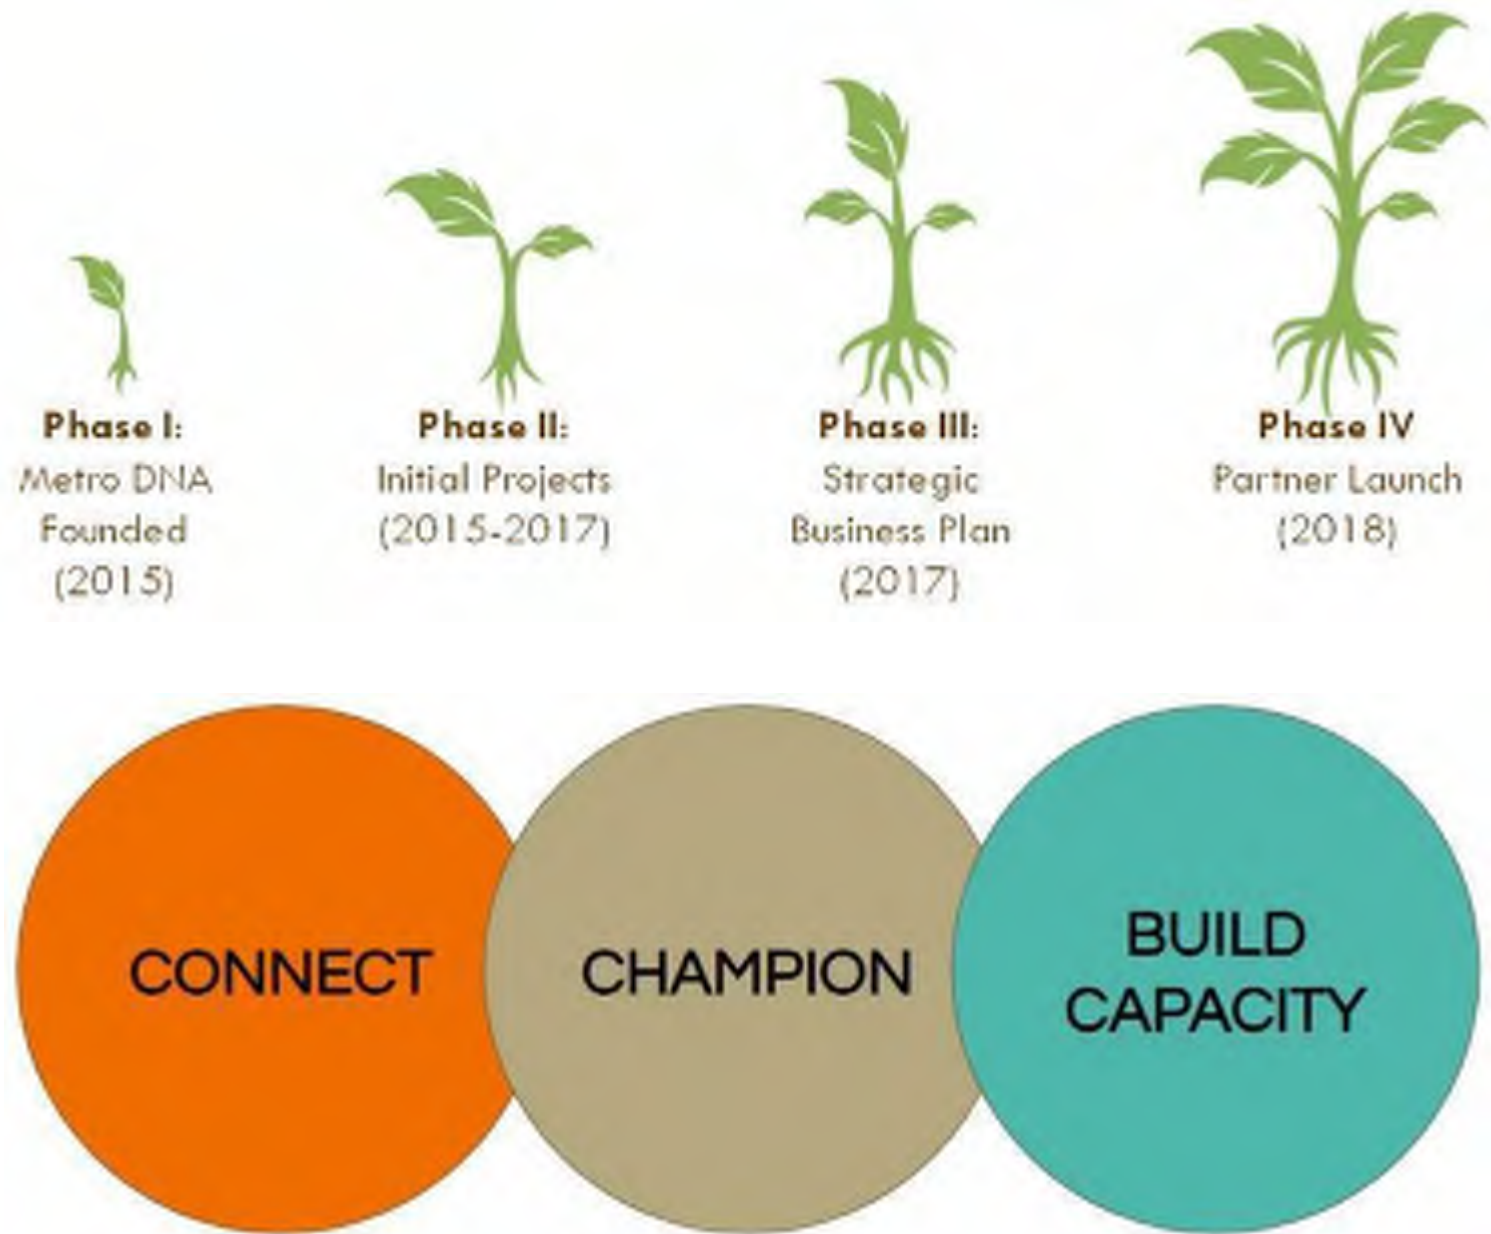 Phase I:
Metro DNA
Founded
(2015)
Phase II:
Initial Projects
(2015-2017)
Phase III:
Strategic
Business Plan
(2017)
Phase IV
Partner Launch
(2018)
CONNECT
CHAMPION
BUILD
CAPACITY